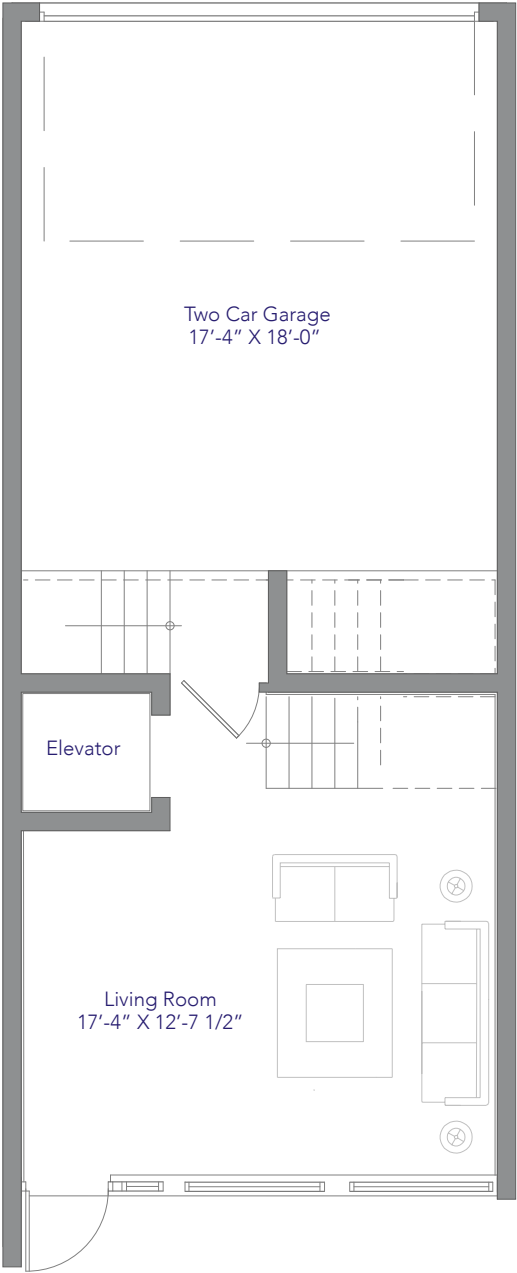 Two Car Garage
17’-4” X 18’-0”
Elevator
Living Room
17’-4” X 12’-7 1/2”